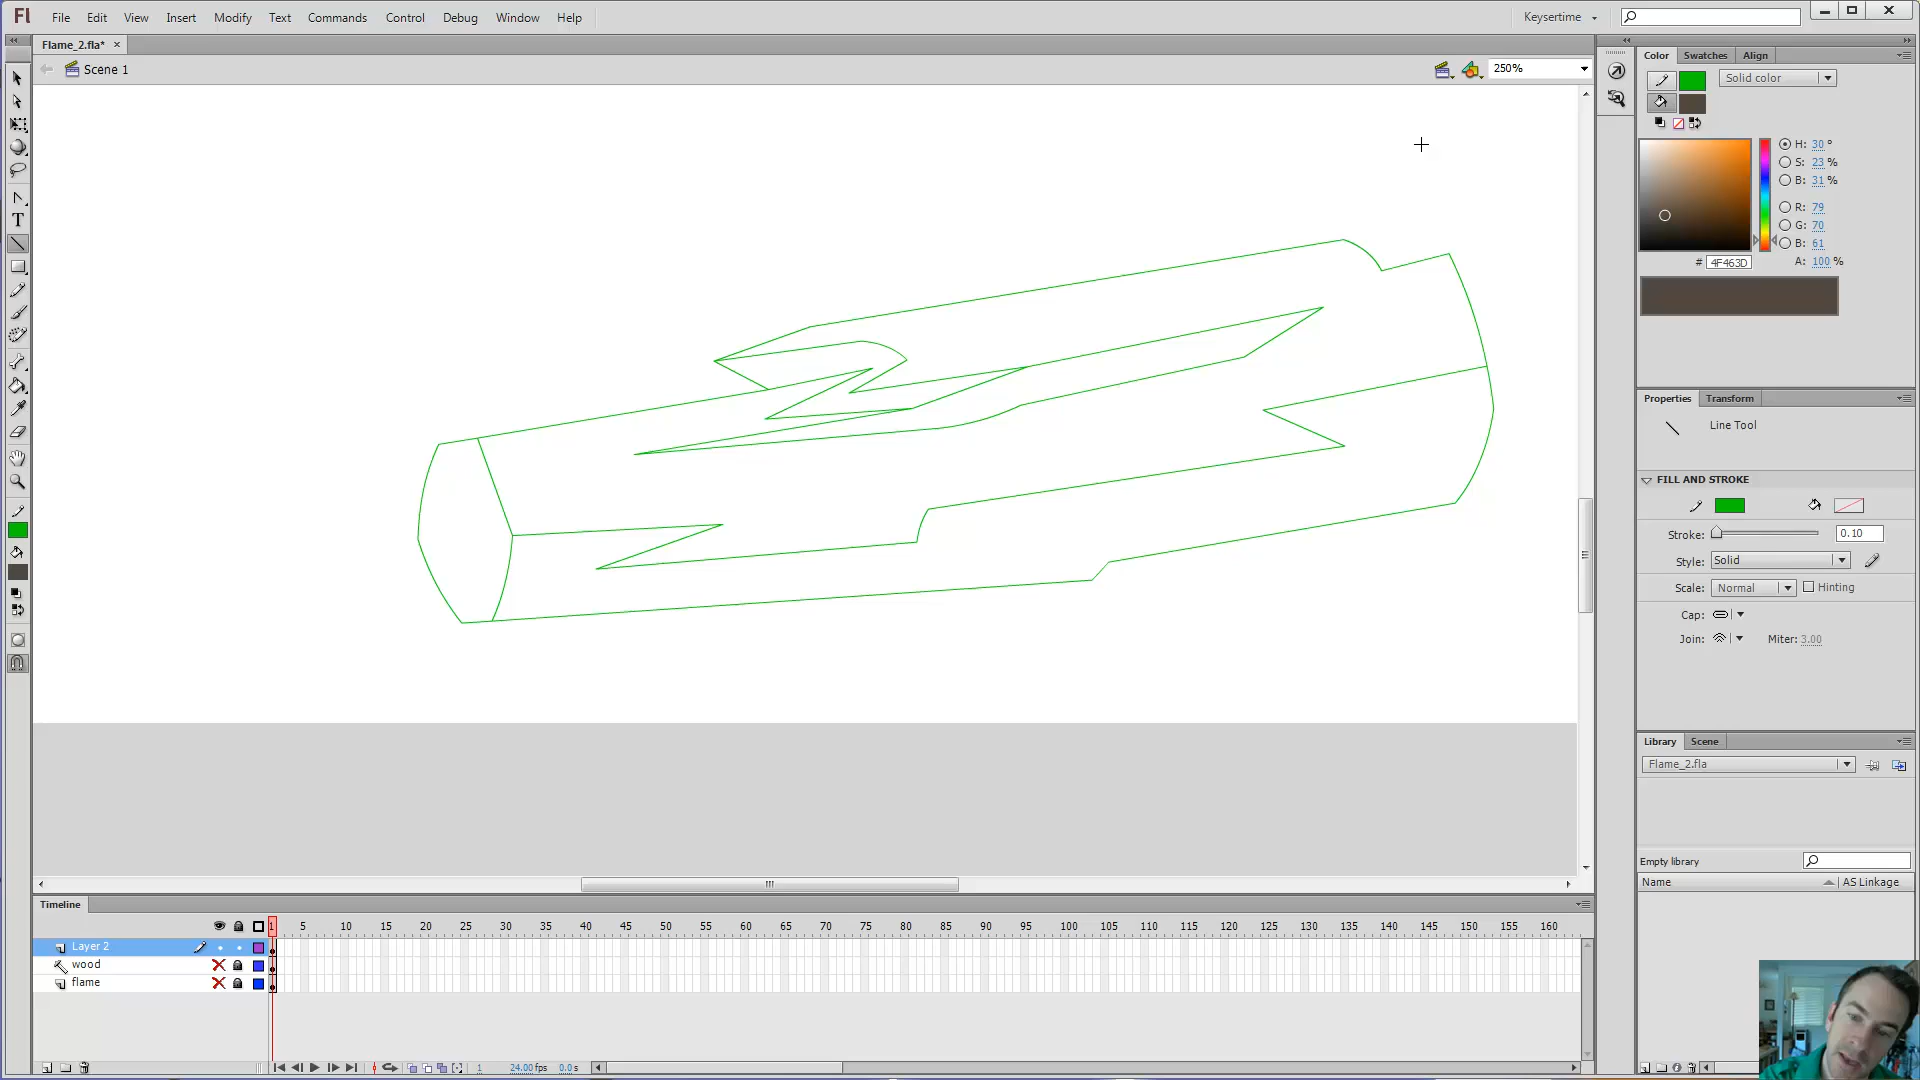 Fl File Edit View Insert Modify Text Commands Control Debug Window Help Keysertime
Flame_2.fla* ×
Scene 1 250%
Color Swatches Align
Solid color
H: 30 °
S: 23 %
B: 31 %
R: 79
G: 70
B: 61
# 4F463D A: 100 %
Properties Transform
Line Tool
FILL AND STROKE
Stroke: 0.10
Style: Solid
Scale: Normal Hinting
Cap:
Join: Miter: 3.00
Library Scene
Flame_2.fla
Empty library
Name AS Linkage
Timeline
1 5 10 15 20 25 30 35 40 45 50 55 60 65 70 75 80 85 90 95 100 105 110 115 120 125 130 135 140 145 150 155 160
Layer 2
wood
flame
1 24.00 fps 0.0 s